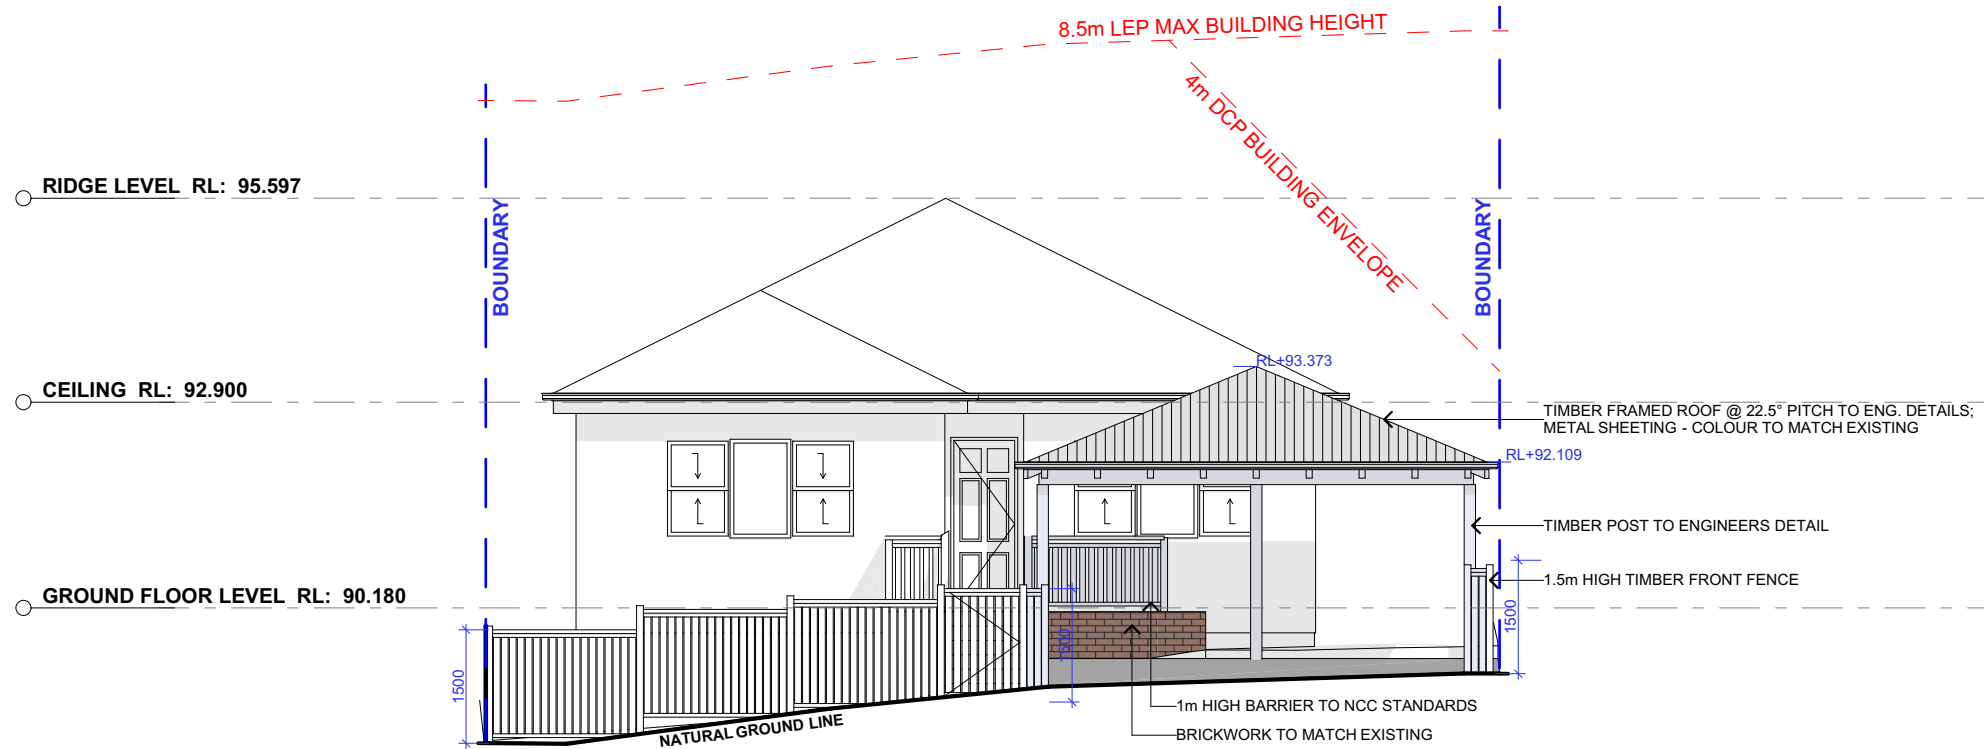 8.5m LEP MAX BUILDING HEIGHT
4m DCP BUILDING ENVELOPE
RIDGE LEVEL RL: 95.597
BOUNDARY
BOUNDARY
RL+93.373
CEILING RL: 92.900
TIMBER FRAMED ROOF @ 22.5° PITCH TO ENG. DETAILS;
METAL SHEETING - COLOUR TO MATCH EXISTING
RL+92.109
TIMBER POST TO ENGINEERS DETAIL
1.5m HIGH TIMBER FRONT FENCE
GROUND FLOOR LEVEL RL: 90.180
1500
1500
1500
1m HIGH BARRIER TO NCC STANDARDS
NATURAL GROUND LINE
BRICKWORK TO MATCH EXISTING